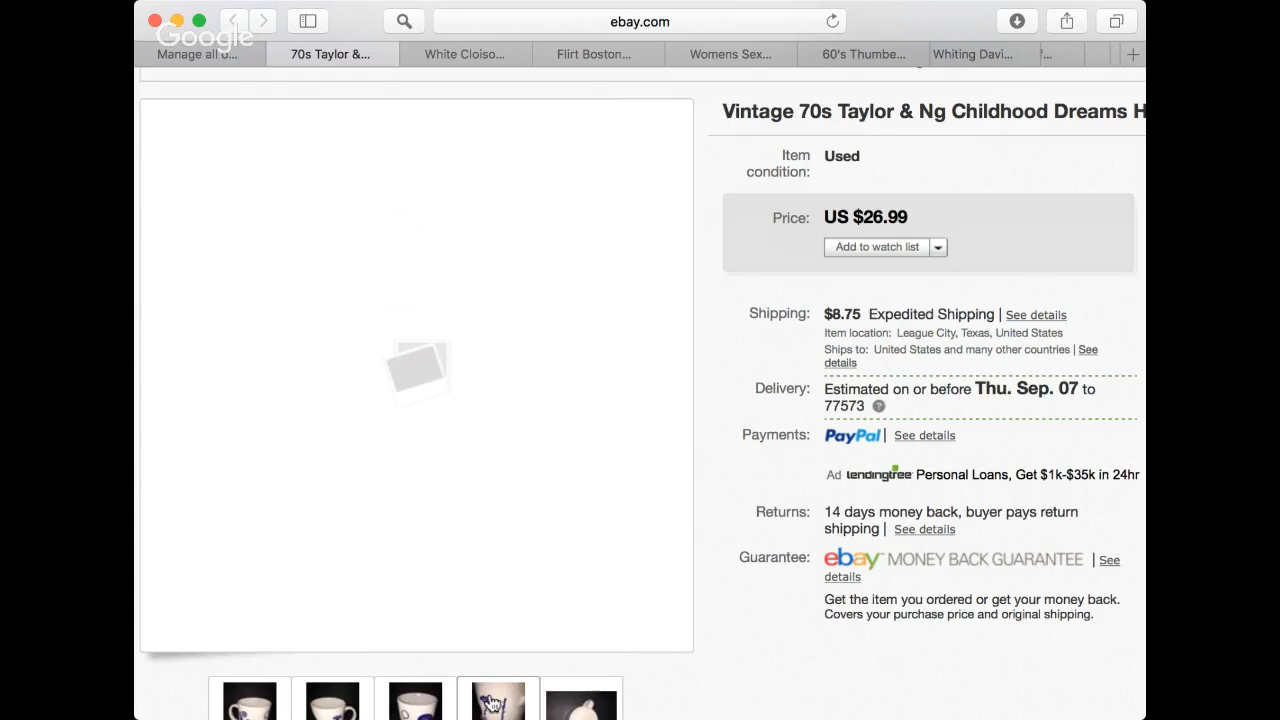 ebay.com
Google
Manage all o...
70s Taylor &...
White Cloiso...
Flirt Boston...
Womens Sex...
60's Thumbe...
Whiting Davi...
f...
Vintage 70s Taylor & Ng Childhood Dreams H
Item condition: Used
Price: US $26.99
Add to watch list
Shipping: $8.75 Expedited Shipping | See details
Item location: League City, Texas, United States
Ships to: United States and many other countries | See
details
Delivery: Estimated on or before Thu. Sep. 07 to
77573 ?
Payments: PayPal | See details
Ad lendingtree Personal Loans, Get $1k-$35k in 24hr
Returns: 14 days money back, buyer pays return
shipping | See details
Guarantee: ebay MONEY BACK GUARANTEE | See
details
Get the item you ordered or get your money back.
Covers your purchase price and original shipping.